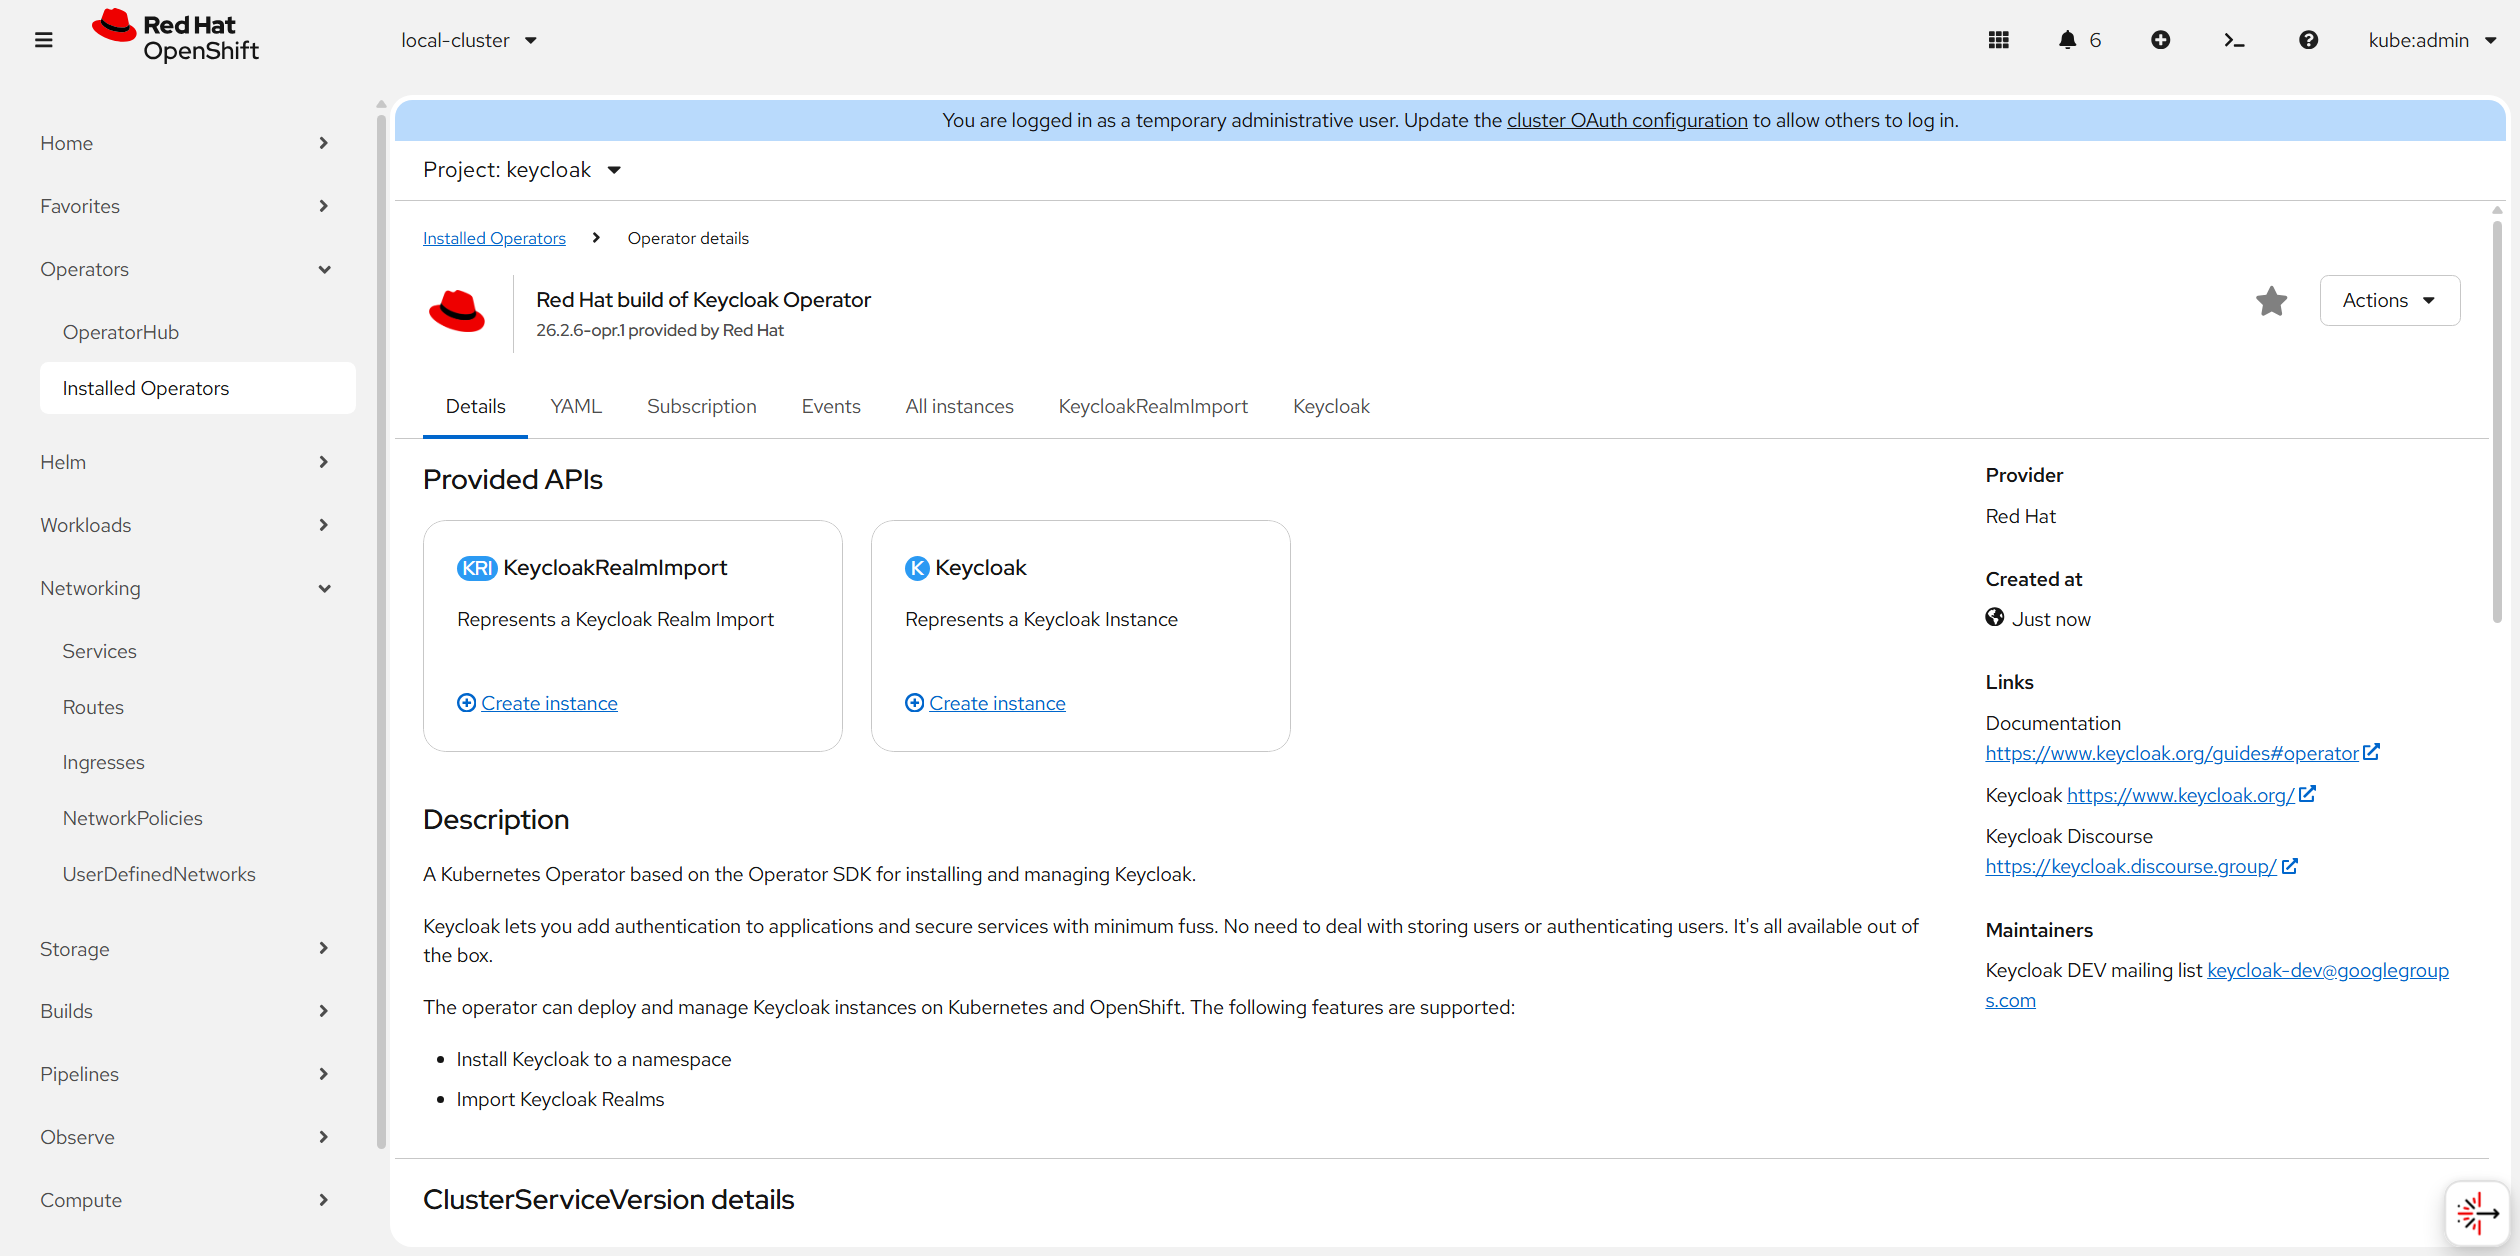 Red Hat
OpenShift
local-cluster
6
kube:admin
Home
Favorites
Operators
OperatorHub
Installed Operators
Helm
Workloads
Networking
Services
Routes
Ingresses
NetworkPolicies
UserDefinedNetworks
Storage
Builds
Pipelines
Observe
Compute
You are logged in as a temporary administrative user. Update the cluster OAuth configuration to allow others to log in.
Project: keycloak
Installed Operators
Operator details
Red Hat build of Keycloak Operator
26.2.6-opr.1 provided by Red Hat
Actions
Details YAML Subscription Events All instances KeycloakRealmImport Keycloak
Provided APIs
KRI KeycloakRealmImport
Represents a Keycloak Realm Import
Create instance
K Keycloak
Represents a Keycloak Instance
Create instance
Description
A Kubernetes Operator based on the Operator SDK for installing and managing Keycloak.
Keycloak lets you add authentication to applications and secure services with minimum fuss. No need to deal with storing users or authenticating users. It's all available out of
the box.
The operator can deploy and manage Keycloak instances on Kubernetes and OpenShift. The following features are supported:
• Install Keycloak to a namespace
• Import Keycloak Realms
Provider
Red Hat
Created at
Just now
Links
Documentation
https://www.keycloak.org/guides#operator
Keycloak https://www.keycloak.org/
Keycloak Discourse
https://keycloak.discourse.group/
Maintainers
Keycloak DEV mailing list keycloak-dev@googlegroup
s.com
ClusterServiceVersion details